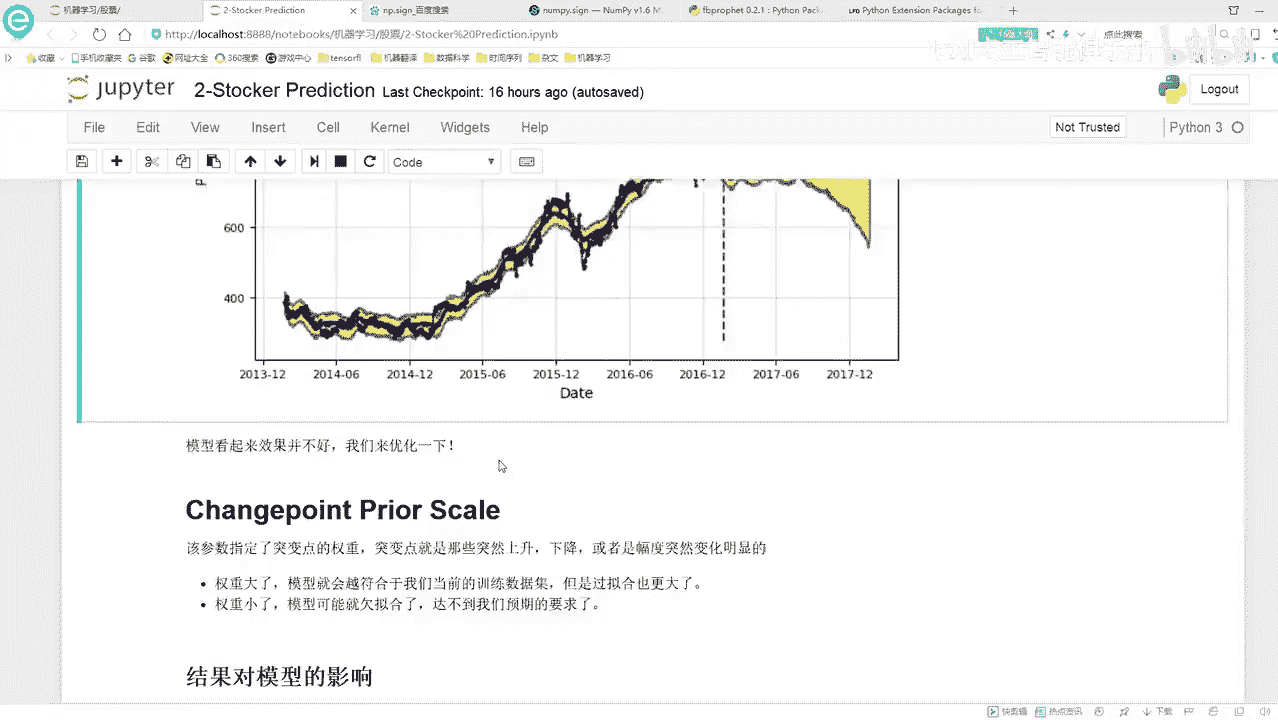 机器学习/股票/
2-Stocker Prediction
np.sign_百度搜索
numpy.sign — NumPy v1.6 M
fbprophet 0.2.1 : Python Pack
Python Extension Packages fo
http://localhost:8888/notebooks/机器学习/股票/2-Stocker%20Prediction.ipynb
点此搜索
收藏 手机收藏夹 谷歌 网址大全 360搜索 游戏中心 tensorfl 机器翻译 数据科学 时间序列 杂文 机器学习
jupyter 2-Stocker Prediction Last Checkpoint: 16 hours ago (autosaved)
Logout
File Edit View Insert Cell Kernel Widgets Help
Not Trusted
Python 3
Code
600
400
2013-12 2014-06 2014-12 2015-06 2015-12 2016-06 2016-12 2017-06 2017-12
Date
模型看起来效果并不好，我们来优化一下！
Changepoint Prior Scale
该参数指定了突变点的权重，突变点就是那些突然上升，下降，或者是幅度突然变化明显的
权重大了，模型就会越符合于我们当前的训练数据集，但是过拟合也更大了。
权重小了，模型可能就欠拟合了，达不到我们预期的要求了。
结果对模型的影响
快剪辑 热点资讯 下载